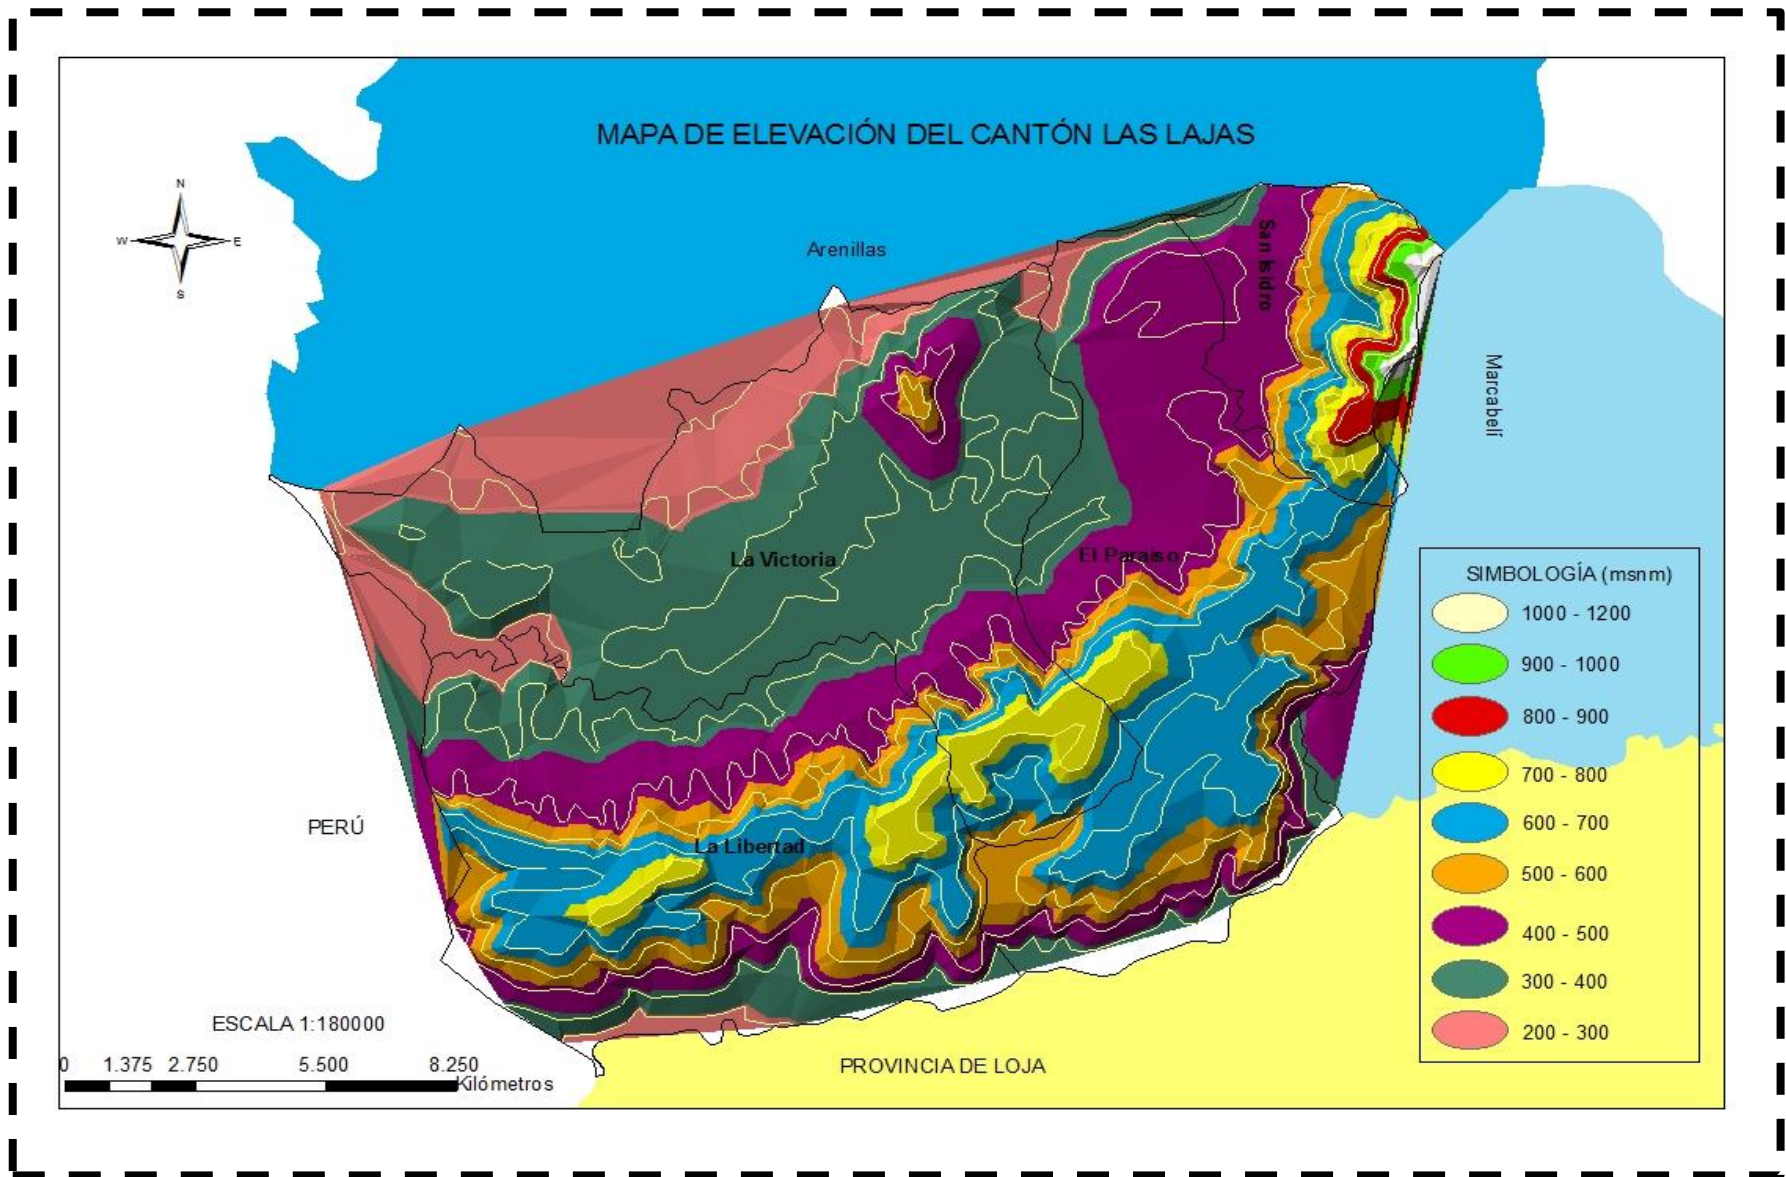 MAPA DE ELEVACIÓN DEL CANTÓN LAS LAJAS
N
W
E
S
Arenillas
San Isidro
Marcabelí
La Victoria
El Paraiso
PERÚ
La Libertad
SIMBOLOGÍA (msnm)
1000 - 1200
900 - 1000
800 - 900
700 - 800
600 - 700
500 - 600
400 - 500
300 - 400
200 - 300
ESCALA 1:180000
0 1.375 2.750 5.500 8.250
Kilómetros
PROVINCIA DE LOJA